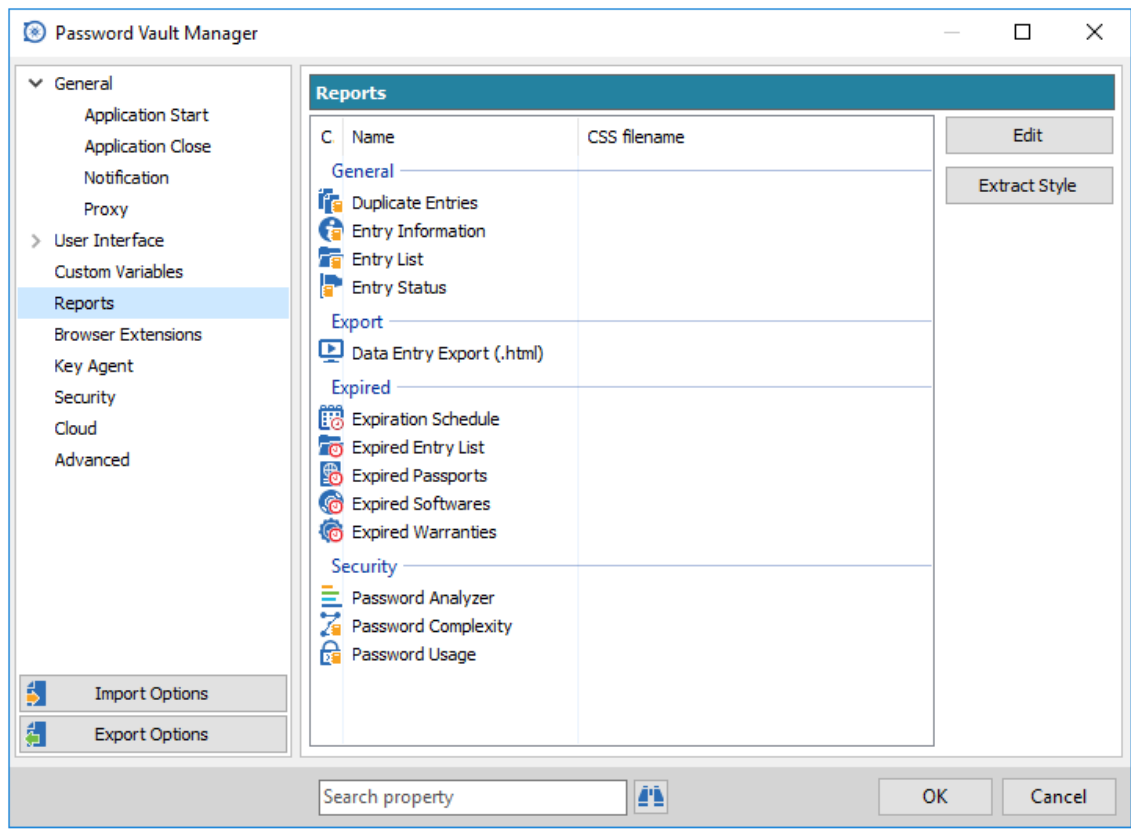 Password Vault Manager
General
Application Start
Application Close
Notification
Proxy
User Interface
Custom Variables
Reports
Browser Extensions
Key Agent
Security
Cloud
Advanced
Import Options
Export Options
Reports
C Name CSS filename
General
Duplicate Entries
Entry Information
Entry List
Entry Status
Export
Data Entry Export (.html)
Expired
Expiration Schedule
Expired Entry List
Expired Passports
Expired Softwares
Expired Warranties
Security
Password Analyzer
Password Complexity
Password Usage
Edit
Extract Style
Search property
OK Cancel